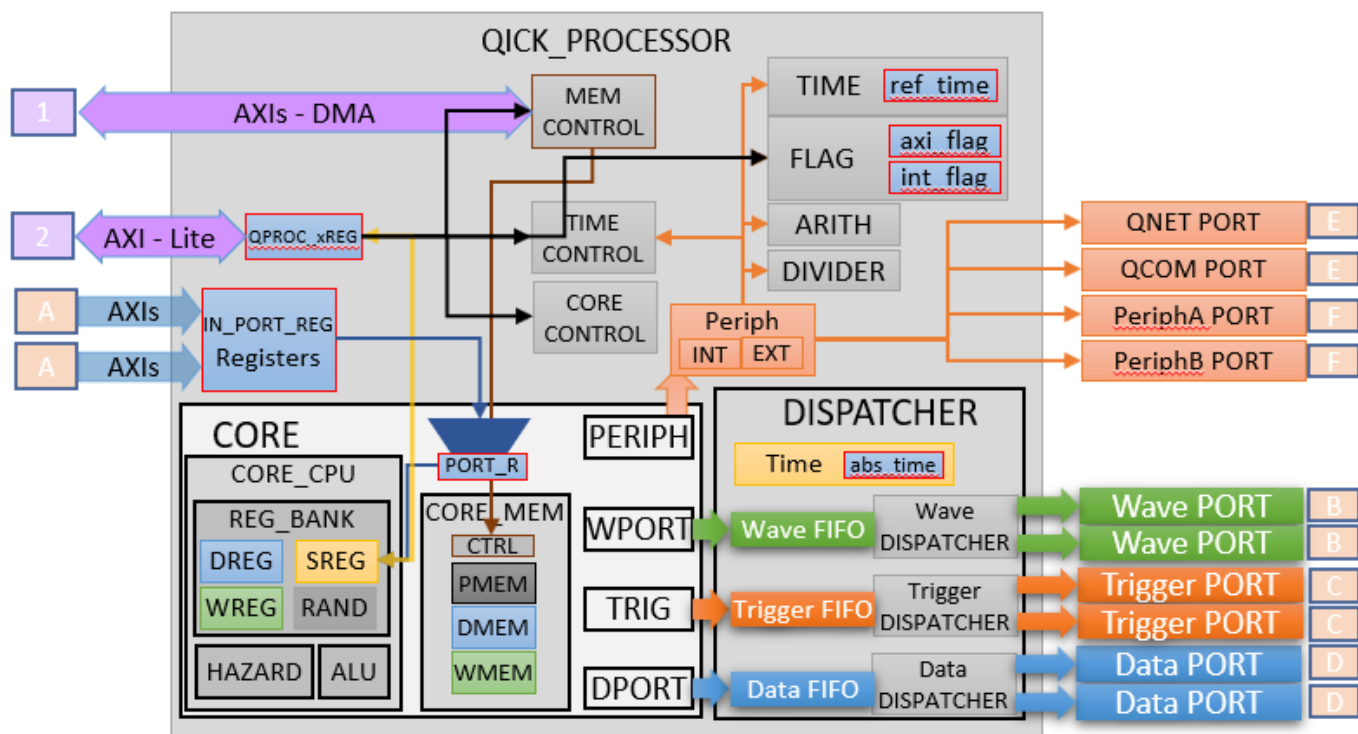 QICK_PROCESSOR
1
AXIs - DMA
MEM
CONTROL
TIME
ref_time
FLAG
axi_flag
int_flag
2
AXI - Lite
QPROC_xREG
TIME
CONTROL
ARITH
DIVIDER
QNET PORT
E
QCOM PORT
E
PeriphA PORT
F
PeriphB PORT
F
A
AXIs
A
AXIs
IN_PORT_REG
Registers
CORE
CONTROL
Periph
INT
EXT
CORE
PORT_R
PERIPH
CORE_CPU
REG_BANK
DREG
SREG
WREG
RAND
HAZARD
ALU
CORE_MEM
CTRL
PMEM
DMEM
WMEM
WPORT
TRIG
DPORT
DISPATCHER
Time
abs_time
Wave FIFO
Wave
DISPATCHER
Wave PORT
B
Wave PORT
B
Trigger FIFO
Trigger
DISPATCHER
Trigger PORT
C
Trigger PORT
C
Data FIFO
Data
DISPATCHER
Data PORT
D
Data PORT
D